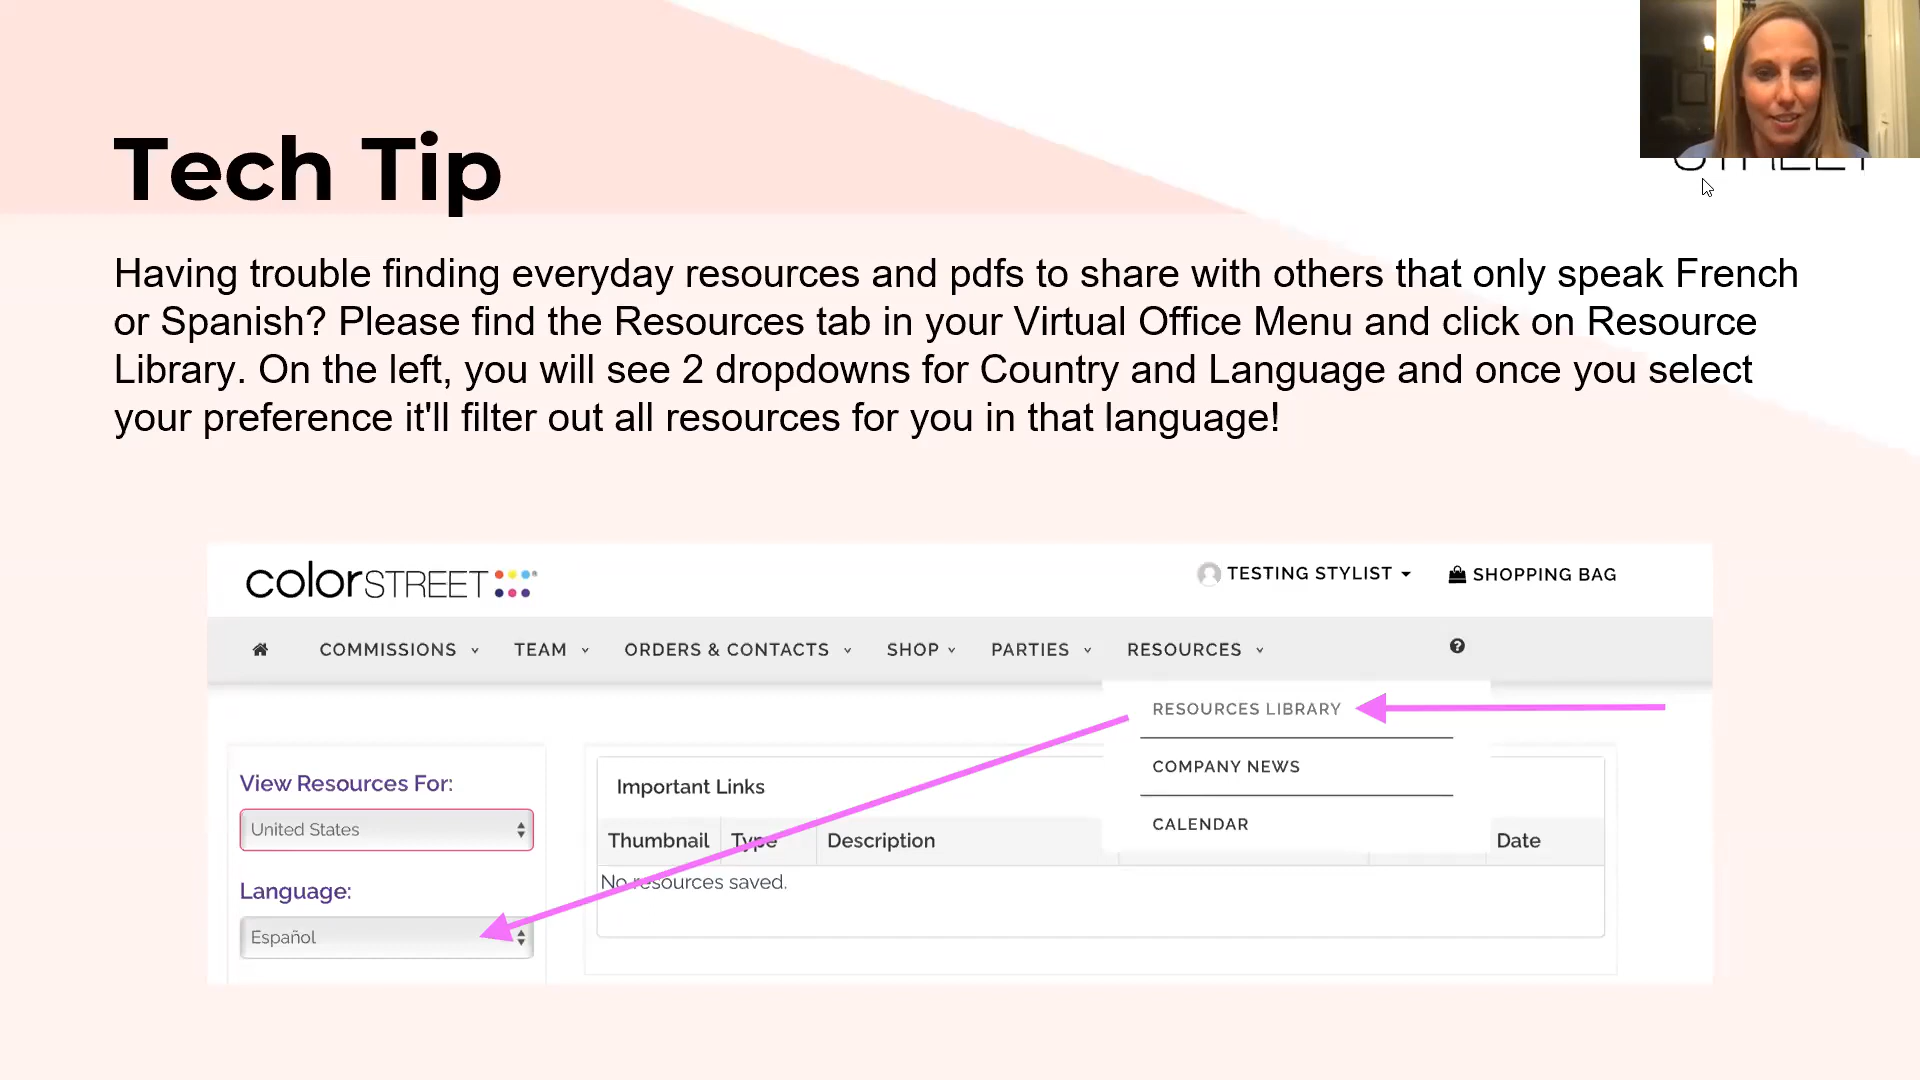 STREET
Tech Tip
Having trouble finding everyday resources and pdfs to share with others that only speak French
or Spanish? Please find the Resources tab in your Virtual Office Menu and click on Resource
Library. On the left, you will see 2 dropdowns for Country and Language and once you select
your preference it'll filter out all resources for you in that language!
colorSTREET
TESTING STYLIST
SHOPPING BAG
COMMISSIONS
TEAM
ORDERS & CONTACTS
SHOP
PARTIES
RESOURCES
RESOURCES LIBRARY
COMPANY NEWS
CALENDAR
View Resources For:
United States
Language:
Español
Important Links
Thumbnail
Type
Description
Date
No resources saved.